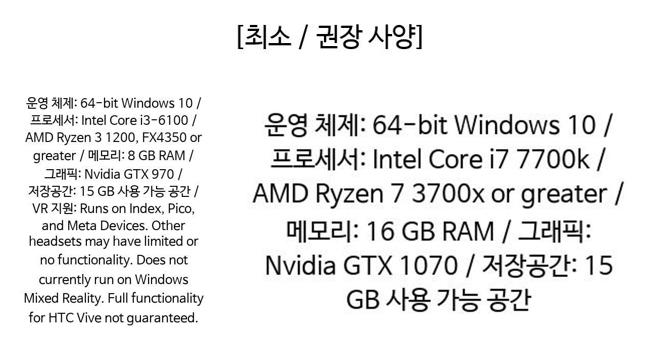 [최소 / 권장 사양]
운영 체제: 64-bit Windows 10 /
프로세서: Intel Core i3-6100 /
AMD Ryzen 3 1200, FX4350 or
greater / 메모리: 8 GB RAM /
그래픽: Nvidia GTX 970 /
저장공간: 15 GB 사용 가능 공간 /
VR 지원: Runs on Index, Pico,
and Meta Devices. Other
headsets may have limited or
no functionality. Does not
currently run on Windows
Mixed Reality. Full functionality
for HTC Vive not guaranteed.
운영 체제: 64-bit Windows 10 /
프로세서: Intel Core i7 7700k /
AMD Ryzen 7 3700x or greater /
메모리: 16 GB RAM / 그래픽:
Nvidia GTX 1070 / 저장공간: 15
GB 사용 가능 공간